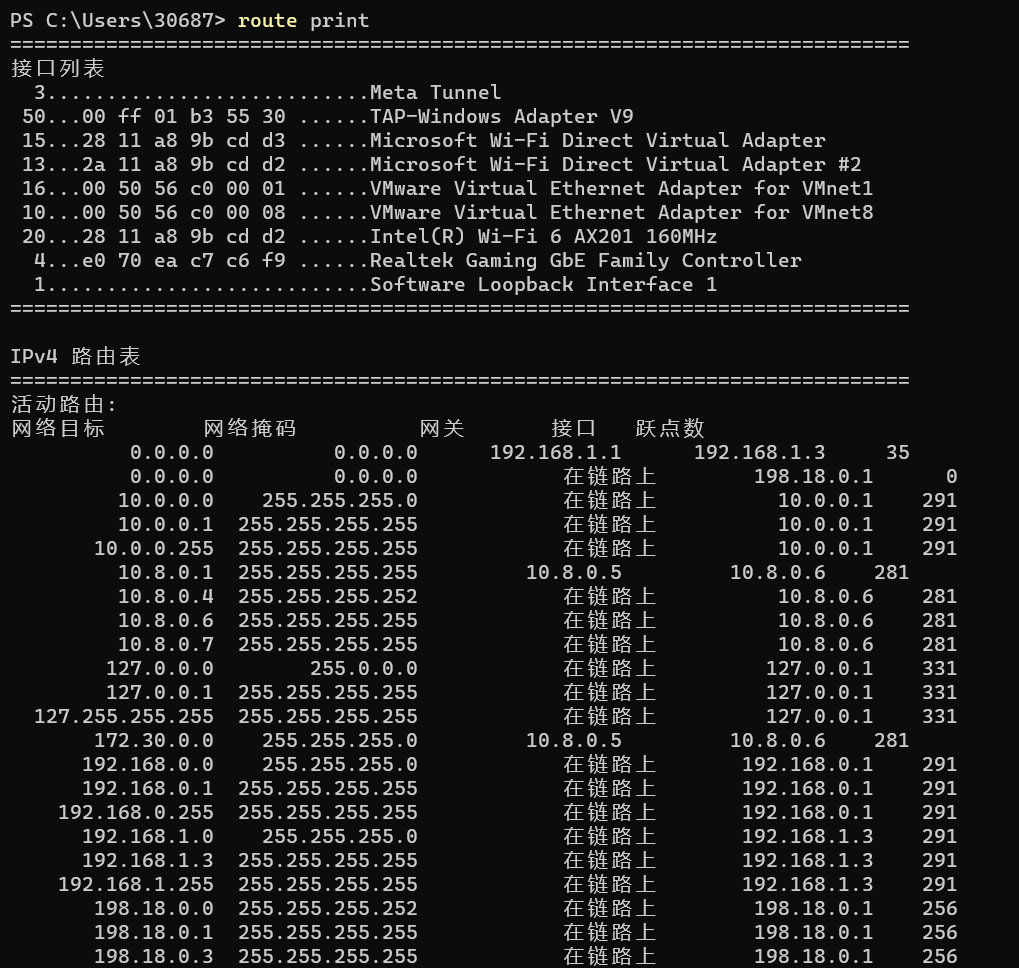 PS C:\Users\30687> route print
===========================================================================
接口列表
  3...........................Meta Tunnel
 50...00 ff 01 b3 55 30 ......TAP-Windows Adapter V9
 15...28 11 a8 9b cd d3 ......Microsoft Wi-Fi Direct Virtual Adapter
 13...2a 11 a8 9b cd d2 ......Microsoft Wi-Fi Direct Virtual Adapter #2
 16...00 50 56 c0 00 01 ......VMware Virtual Ethernet Adapter for VMnet1
 10...00 50 56 c0 00 08 ......VMware Virtual Ethernet Adapter for VMnet8
 20...28 11 a8 9b cd d2 ......Intel(R) Wi-Fi 6 AX201 160MHz
  4...e0 70 ea c7 c6 f9 ......Realtek Gaming GbE Family Controller
  1...........................Software Loopback Interface 1
===========================================================================
IPv4 路由表
===========================================================================
活动路由:
网络目标        网络掩码          网关       接口   跃点数
          0.0.0.0          0.0.0.0      192.168.1.1      192.168.1.3     35
          0.0.0.0          0.0.0.0            在链路上        198.18.0.1      0
         10.0.0.0    255.255.255.0            在链路上          10.0.0.1    291
         10.0.0.1  255.255.255.255            在链路上          10.0.0.1    291
       10.0.0.255  255.255.255.255            在链路上          10.0.0.1    291
         10.8.0.1  255.255.255.255         10.8.0.5         10.8.0.6    281
         10.8.0.4  255.255.255.252            在链路上          10.8.0.6    281
         10.8.0.6  255.255.255.255            在链路上          10.8.0.6    281
         10.8.0.7  255.255.255.255            在链路上          10.8.0.6    281
        127.0.0.0        255.0.0.0            在链路上         127.0.0.1    331
        127.0.0.1  255.255.255.255            在链路上         127.0.0.1    331
  127.255.255.255  255.255.255.255            在链路上         127.0.0.1    331
       172.30.0.0    255.255.255.0         10.8.0.5         10.8.0.6    281
      192.168.0.0    255.255.255.0            在链路上       192.168.0.1    291
      192.168.0.1  255.255.255.255            在链路上       192.168.0.1    291
    192.168.0.255  255.255.255.255            在链路上       192.168.0.1    291
      192.168.1.0    255.255.255.0            在链路上       192.168.1.3    291
      192.168.1.3  255.255.255.255            在链路上       192.168.1.3    291
    192.168.1.255  255.255.255.255            在链路上       192.168.1.3    291
       198.18.0.0  255.255.255.252            在链路上        198.18.0.1    256
       198.18.0.1  255.255.255.255            在链路上        198.18.0.1    256
       198.18.0.3  255.255.255.255            在链路上        198.18.0.1    256